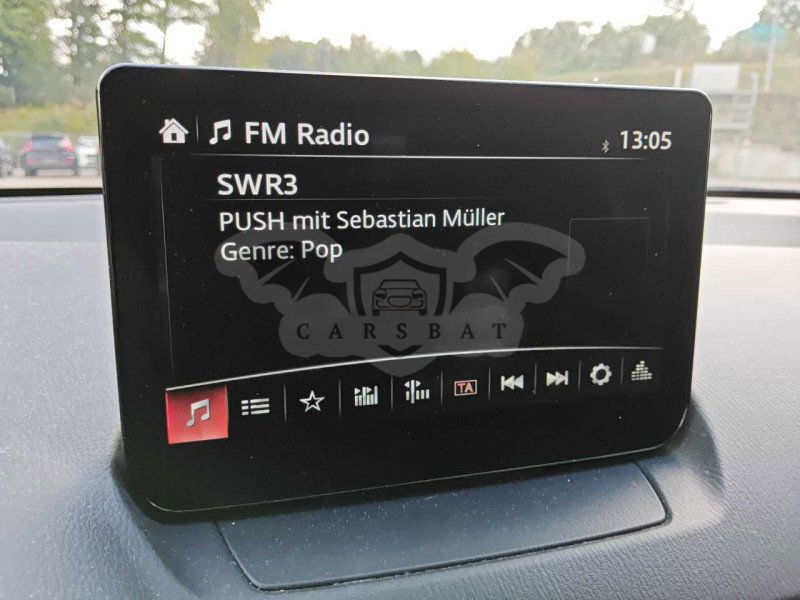 FM Radio
13:05
SWR3
PUSH mit Sebastian Müller
Genre: Pop
CARSBAT
TA